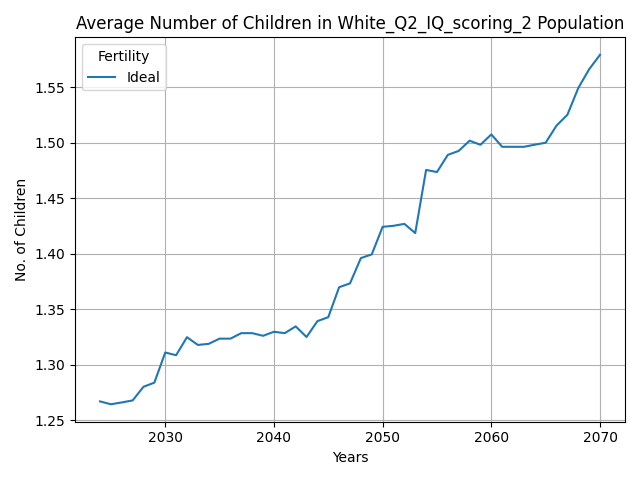 Average Number of Children in White_Q2_IQ_scoring_2 Population
Fertility
Ideal
No. of Children
1.55
1.50
1.45
1.40
1.35
1.30
1.25
2030 2040 2050 2060 2070
Years